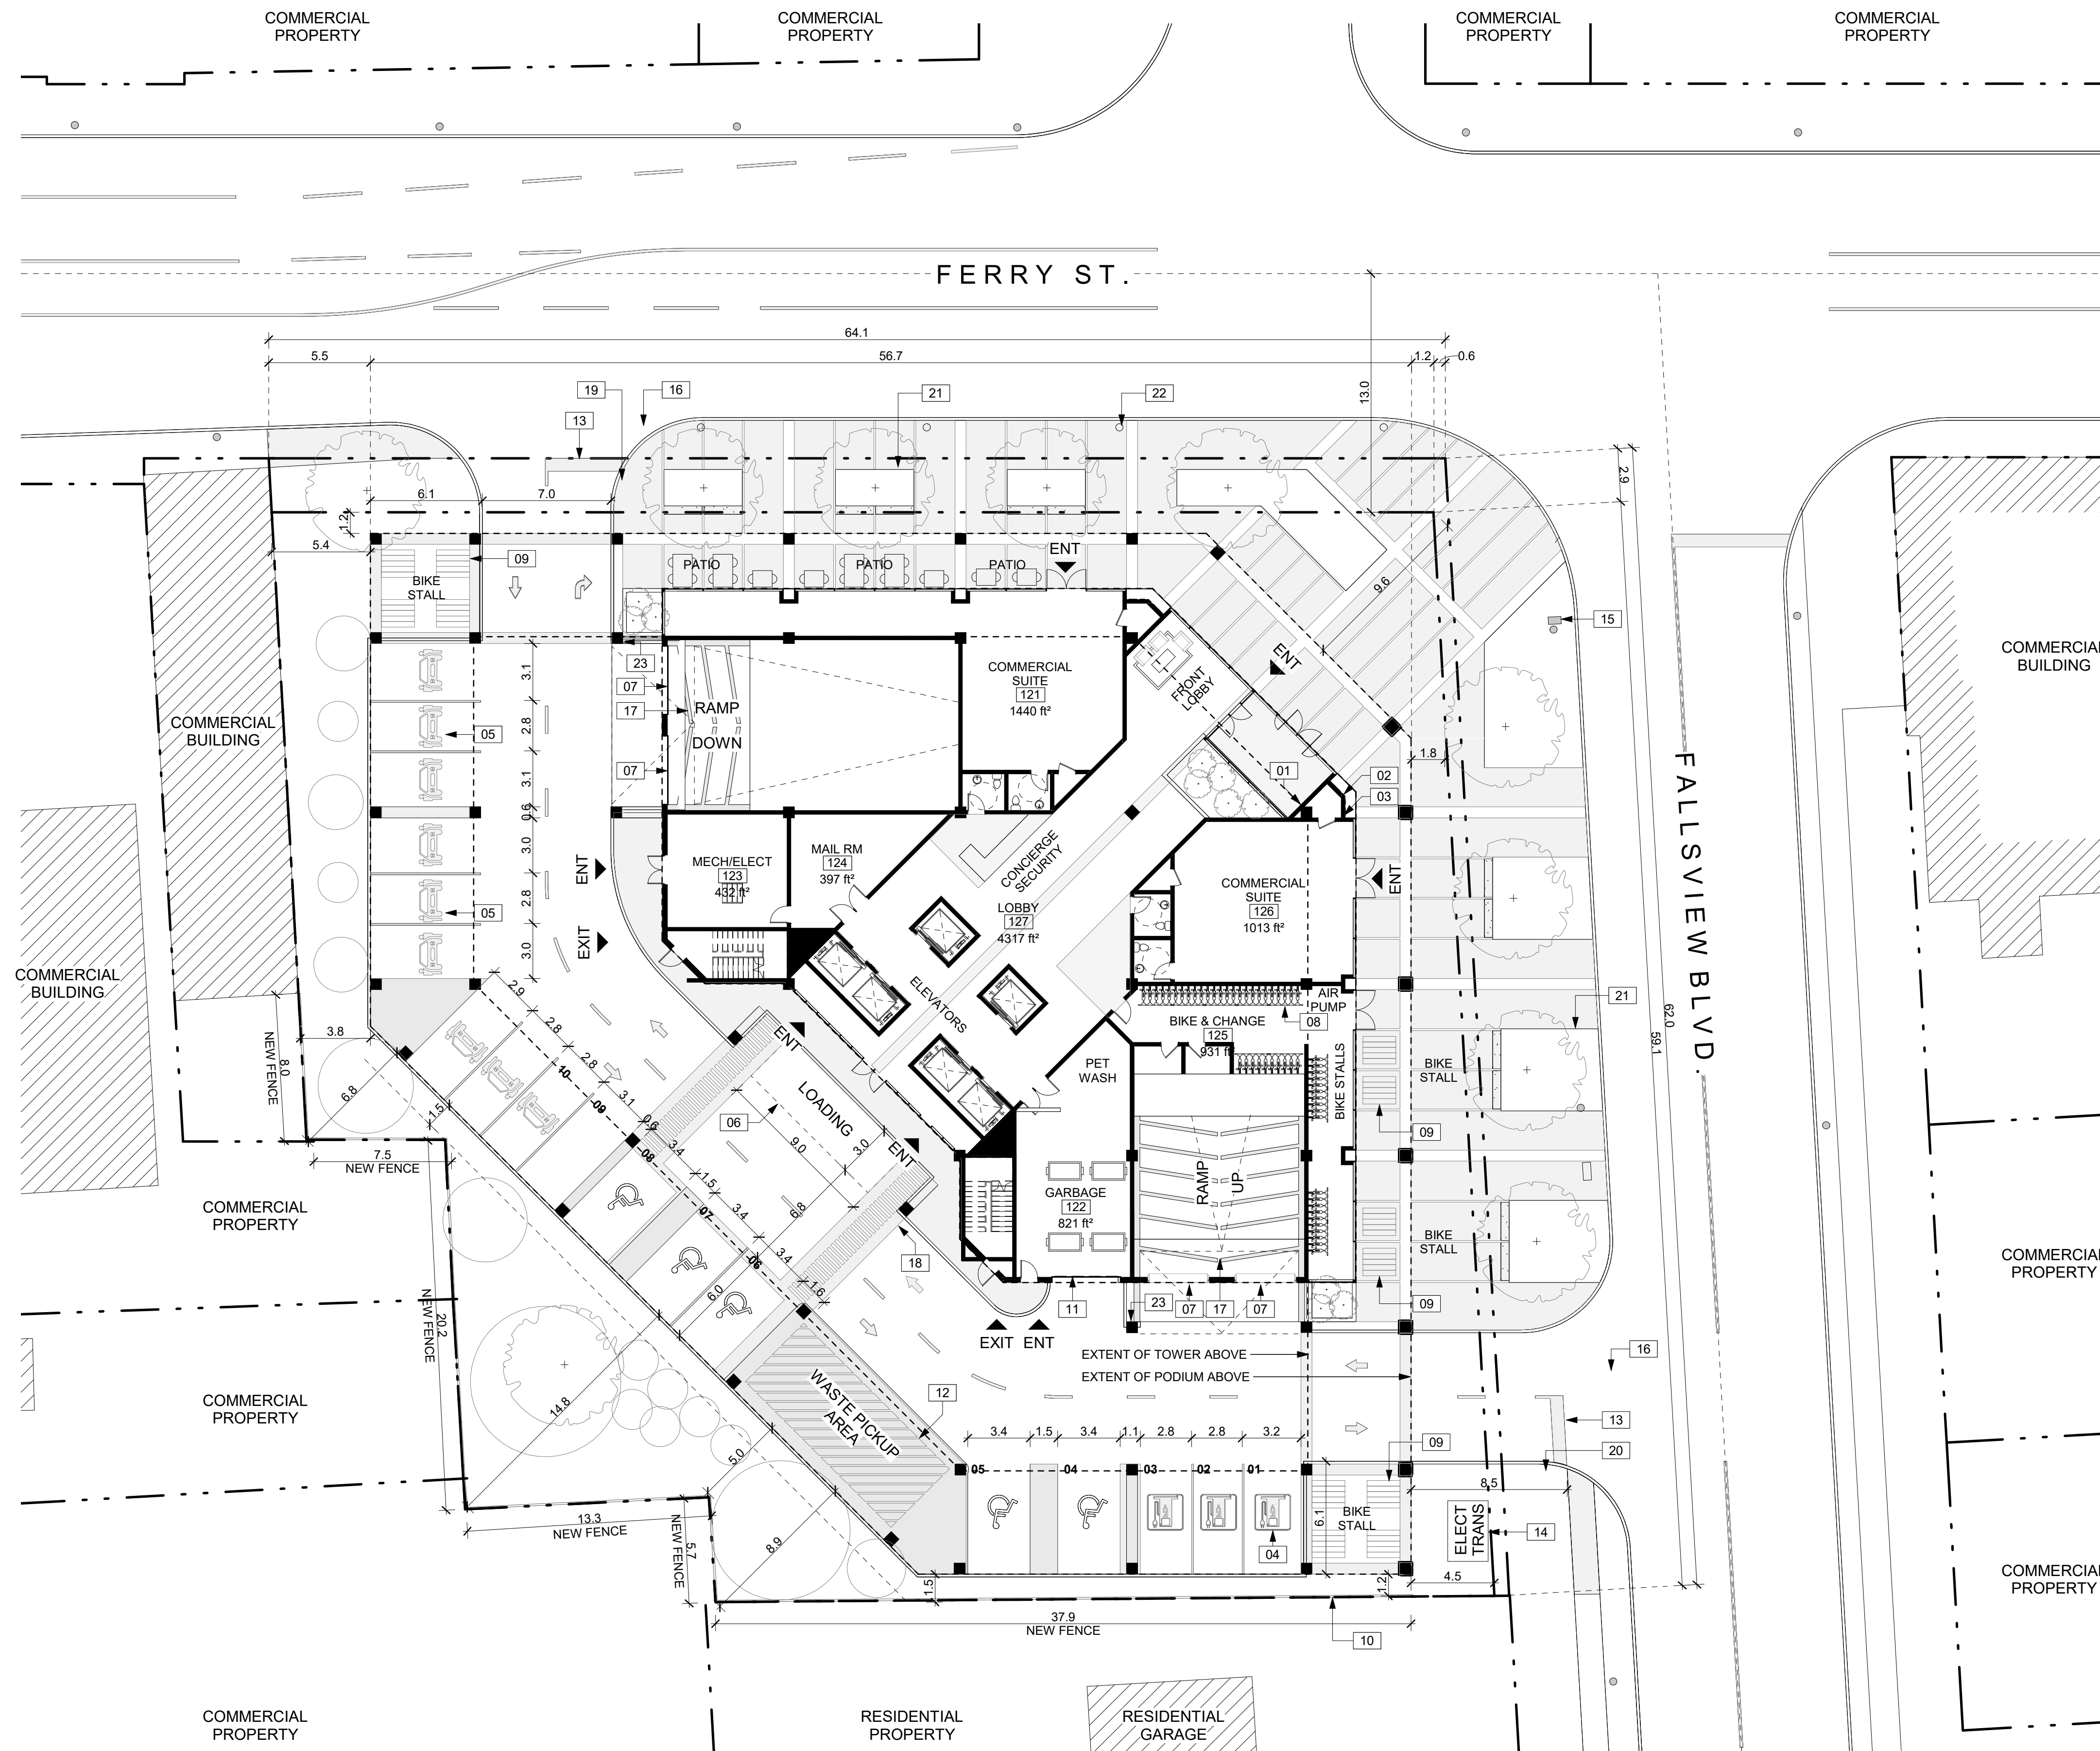 COMMERCIAL
PROPERTY
COMMERCIAL
PROPERTY
COMMERCIAL
PROPERTY
COMMERCIAL
PROPERTY
FERRY ST.
64.1
5.5
56.7
1.2
0.6
13.0
19
16
21
22
13
2.9
6.1
7.0
1.2
5.4
09
BIKE
STALL
PATIO
PATIO
PATIO
ENT
9.6
15
COMMERCIAL
BUILDING
23
07
17
RAMP
DOWN
07
COMMERCIAL
SUITE
121
1440 ft²
FRONT
LOBBY
ENT
COMMERCIAL
BUILDING
05
3.1
2.8
3.1
0.6
3.0
2.8
3.0
01
02
03
1.8
FALLSVIEW BLVD.
MECH/ELECT
123
432 ft²
MAIL RM
124
397 ft²
CONCIERGE
SECURITY
LOBBY
127
4317 ft²
COMMERCIAL
SUITE
126
1013 ft²
ENT
ENT
05
EXIT
ELEVATORS
COMMERCIAL
BUILDING
AIR
PUMP
08
BIKE & CHANGE
125
931 ft²
21
62.0
59.1
2.9
2.8
2.8
3.1
0.6
3.8
8.0
NEW FENCE
6.8
1.5
10
09
08
07
06
ENT
LOADING
06
9.0
3.0
ENT
PET
WASH
BIKE STALLS
BIKE
STALL
09
7.5
NEW FENCE
3.4
1.5
3.4
6.8
3.4
1.6
6.0
COMMERCIAL
PROPERTY
GARBAGE
122
821 ft²
RAMP
UP
BIKE
STALL
09
18
COMMERCIAL
PROPERTY
11
23
07
17
07
EXIT
ENT
EXTENT OF TOWER ABOVE
EXTENT OF PODIUM ABOVE
16
20.2
NEW FENCE
COMMERCIAL
PROPERTY
14.8
WASTE PICKUP
AREA
12
3.4
1.5
3.4
1.1
2.8
2.8
3.2
13
09
20
05
04
03
02
01
5.0
8.5
6.1
BIKE
STALL
ELECT
TRANS
14
04
13.3
NEW FENCE
5.7
NEW FENCE
8.9
1.5
1.2
4.5
COMMERCIAL
PROPERTY
37.9
NEW FENCE
10
COMMERCIAL
PROPERTY
RESIDENTIAL
PROPERTY
RESIDENTIAL
GARAGE